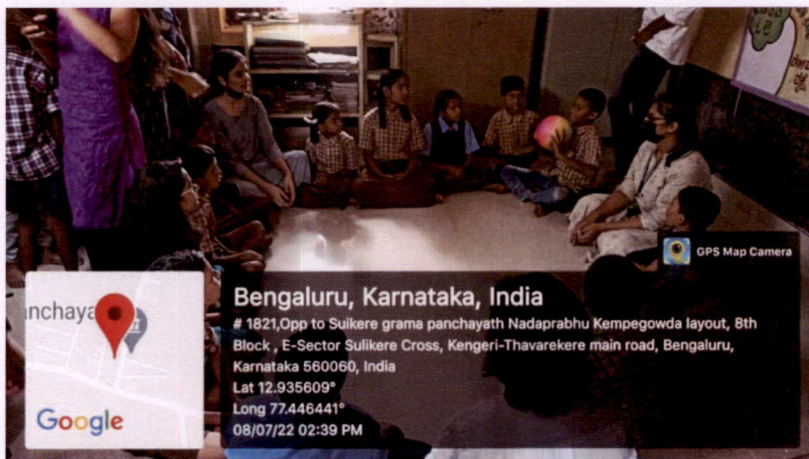 GPS Map Camera
nchaya
Google
Bengaluru, Karnataka, India
# 1821,Opp to Suikere grama panchayath Nadaprabhu Kempegowda layout, 8th
Block , E-Sector Sulikere Cross, Kengeri-Thavarekere main road, Bengaluru,
Karnataka 560060, India
Lat 12.935609°
Long 77.446441°
08/07/22 02:39 PM